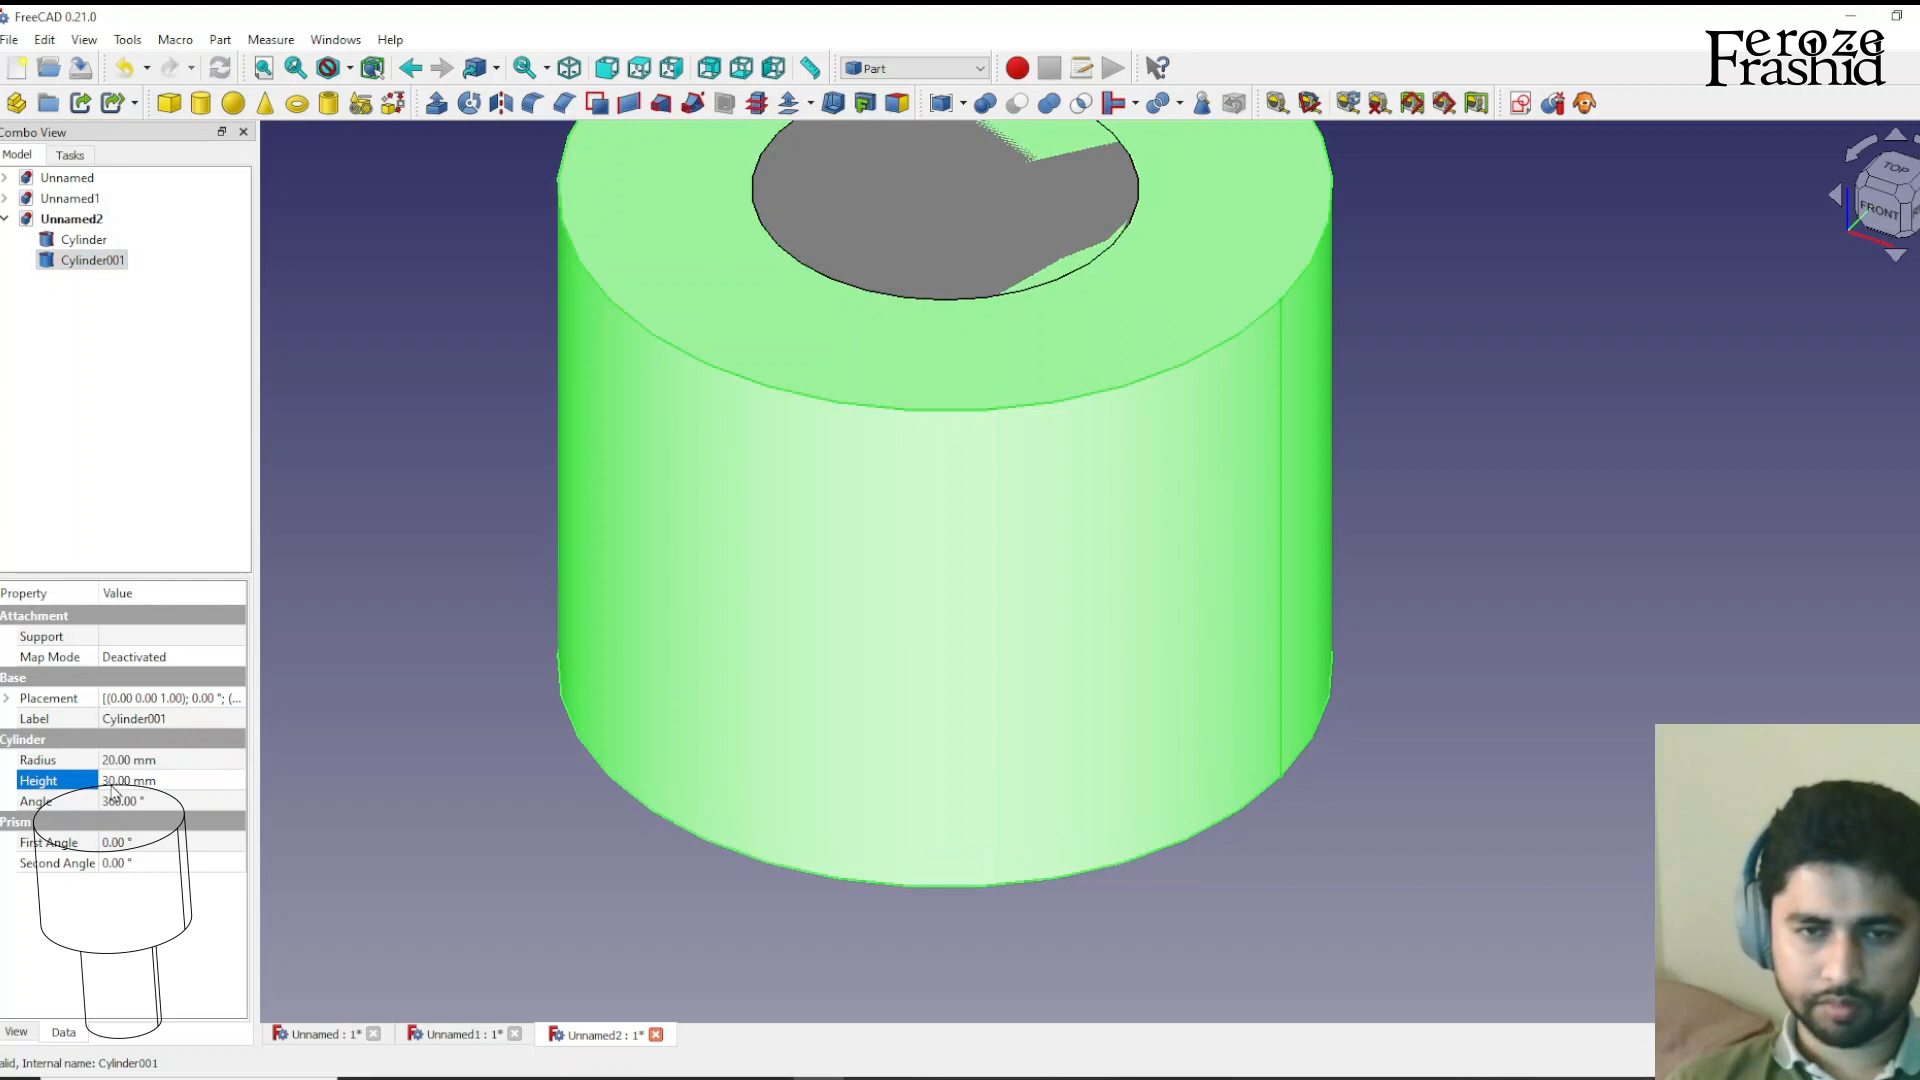 FreeCAD 0.21.0
File Edit View Tools Macro Part Measure Windows Help
Feroze
Frashid
Part
Combo View
Model Tasks
Unnamed
Unnamed1
Unnamed2
Cylinder
Cylinder001
TOP
FRONT
Property Value
Attachment
Support
Map Mode Deactivated
Base
Placement [(0.00 0.00 1.00); 0.00 °; (...
Label Cylinder001
Cylinder
Radius 20.00 mm
Height 30.00 mm
Angle 360.00 °
Prism
First Angle 0.00 °
Second Angle 0.00 °
View Data
Unnamed : 1* Unnamed1 : 1* Unnamed2 : 1*
alid, Internal name: Cylinder001